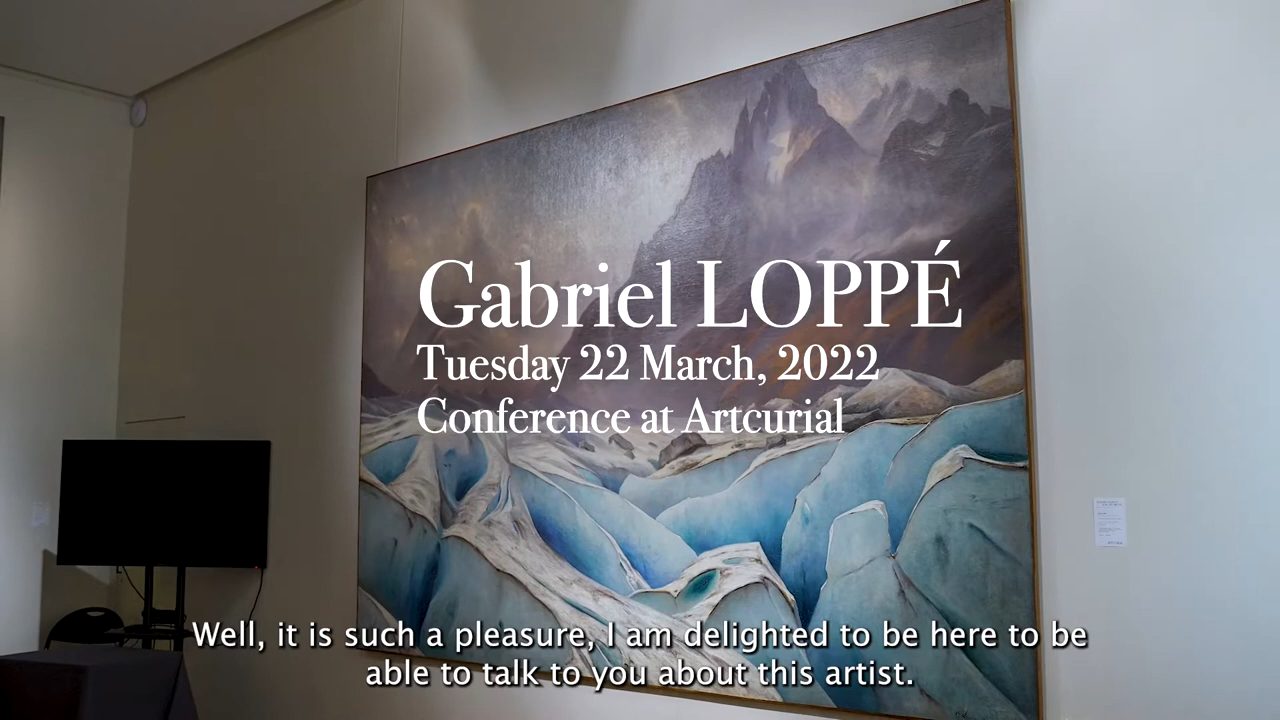 Gabriel LOPPÉ
Tuesday 22 March, 2022
Conference at Artcurial
Well, it is such a pleasure, I am delighted to be here to be
able to talk to you about this artist.